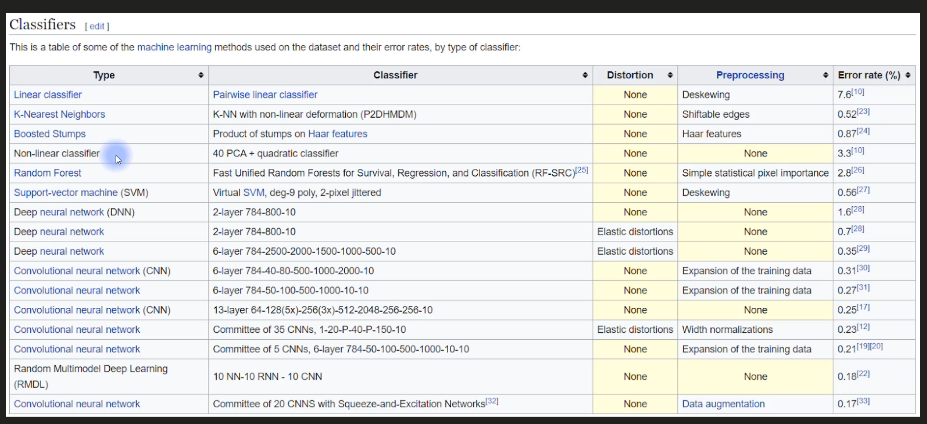 Classifiers [ edit ]
This is a table of some of the machine learning methods used on the dataset and their error rates, by type of classifier:
Type Classifier Distortion Preprocessing Error rate (%)
Linear classifier Pairwise linear classifier None Deskewing 7.6[10]
K-Nearest Neighbors K-NN with non-linear deformation (P2DHMDM) None Shiftable edges 0.52[23]
Boosted Stumps Product of stumps on Haar features None Haar features 0.87[24]
Non-linear classifier 40 PCA + quadratic classifier None None 3.3[10]
Random Forest Fast Unified Random Forests for Survival, Regression, and Classification (RF-SRC)[25] None Simple statistical pixel importance 2.8[26]
Support-vector machine (SVM) Virtual SVM, deg-9 poly, 2-pixel jittered None Deskewing 0.56[27]
Deep neural network (DNN) 2-layer 784-800-10 None None 1.6[28]
Deep neural network 2-layer 784-800-10 Elastic distortions None 0.7[28]
Deep neural network 6-layer 784-2500-2000-1500-1000-500-10 Elastic distortions None 0.35[29]
Convolutional neural network (CNN) 6-layer 784-40-80-500-1000-2000-10 None Expansion of the training data 0.31[30]
Convolutional neural network 6-layer 784-50-100-500-1000-10-10 None Expansion of the training data 0.27[31]
Convolutional neural network (CNN) 13-layer 64-128(5x)-256(3x)-512-2048-256-256-10 None None 0.25[17]
Convolutional neural network Committee of 35 CNNs, 1-20-P-40-P-150-10 Elastic distortions Width normalizations 0.23[12]
Convolutional neural network Committee of 5 CNNs, 6-layer 784-50-100-500-1000-10-10 None Expansion of the training data 0.21[19][20]
Random Multimodel Deep Learning
(RMDL) 10 NN-10 RNN - 10 CNN None None 0.18[22]
Convolutional neural network Committee of 20 CNNS with Squeeze-and-Excitation Networks[32] None Data augmentation 0.17[33]